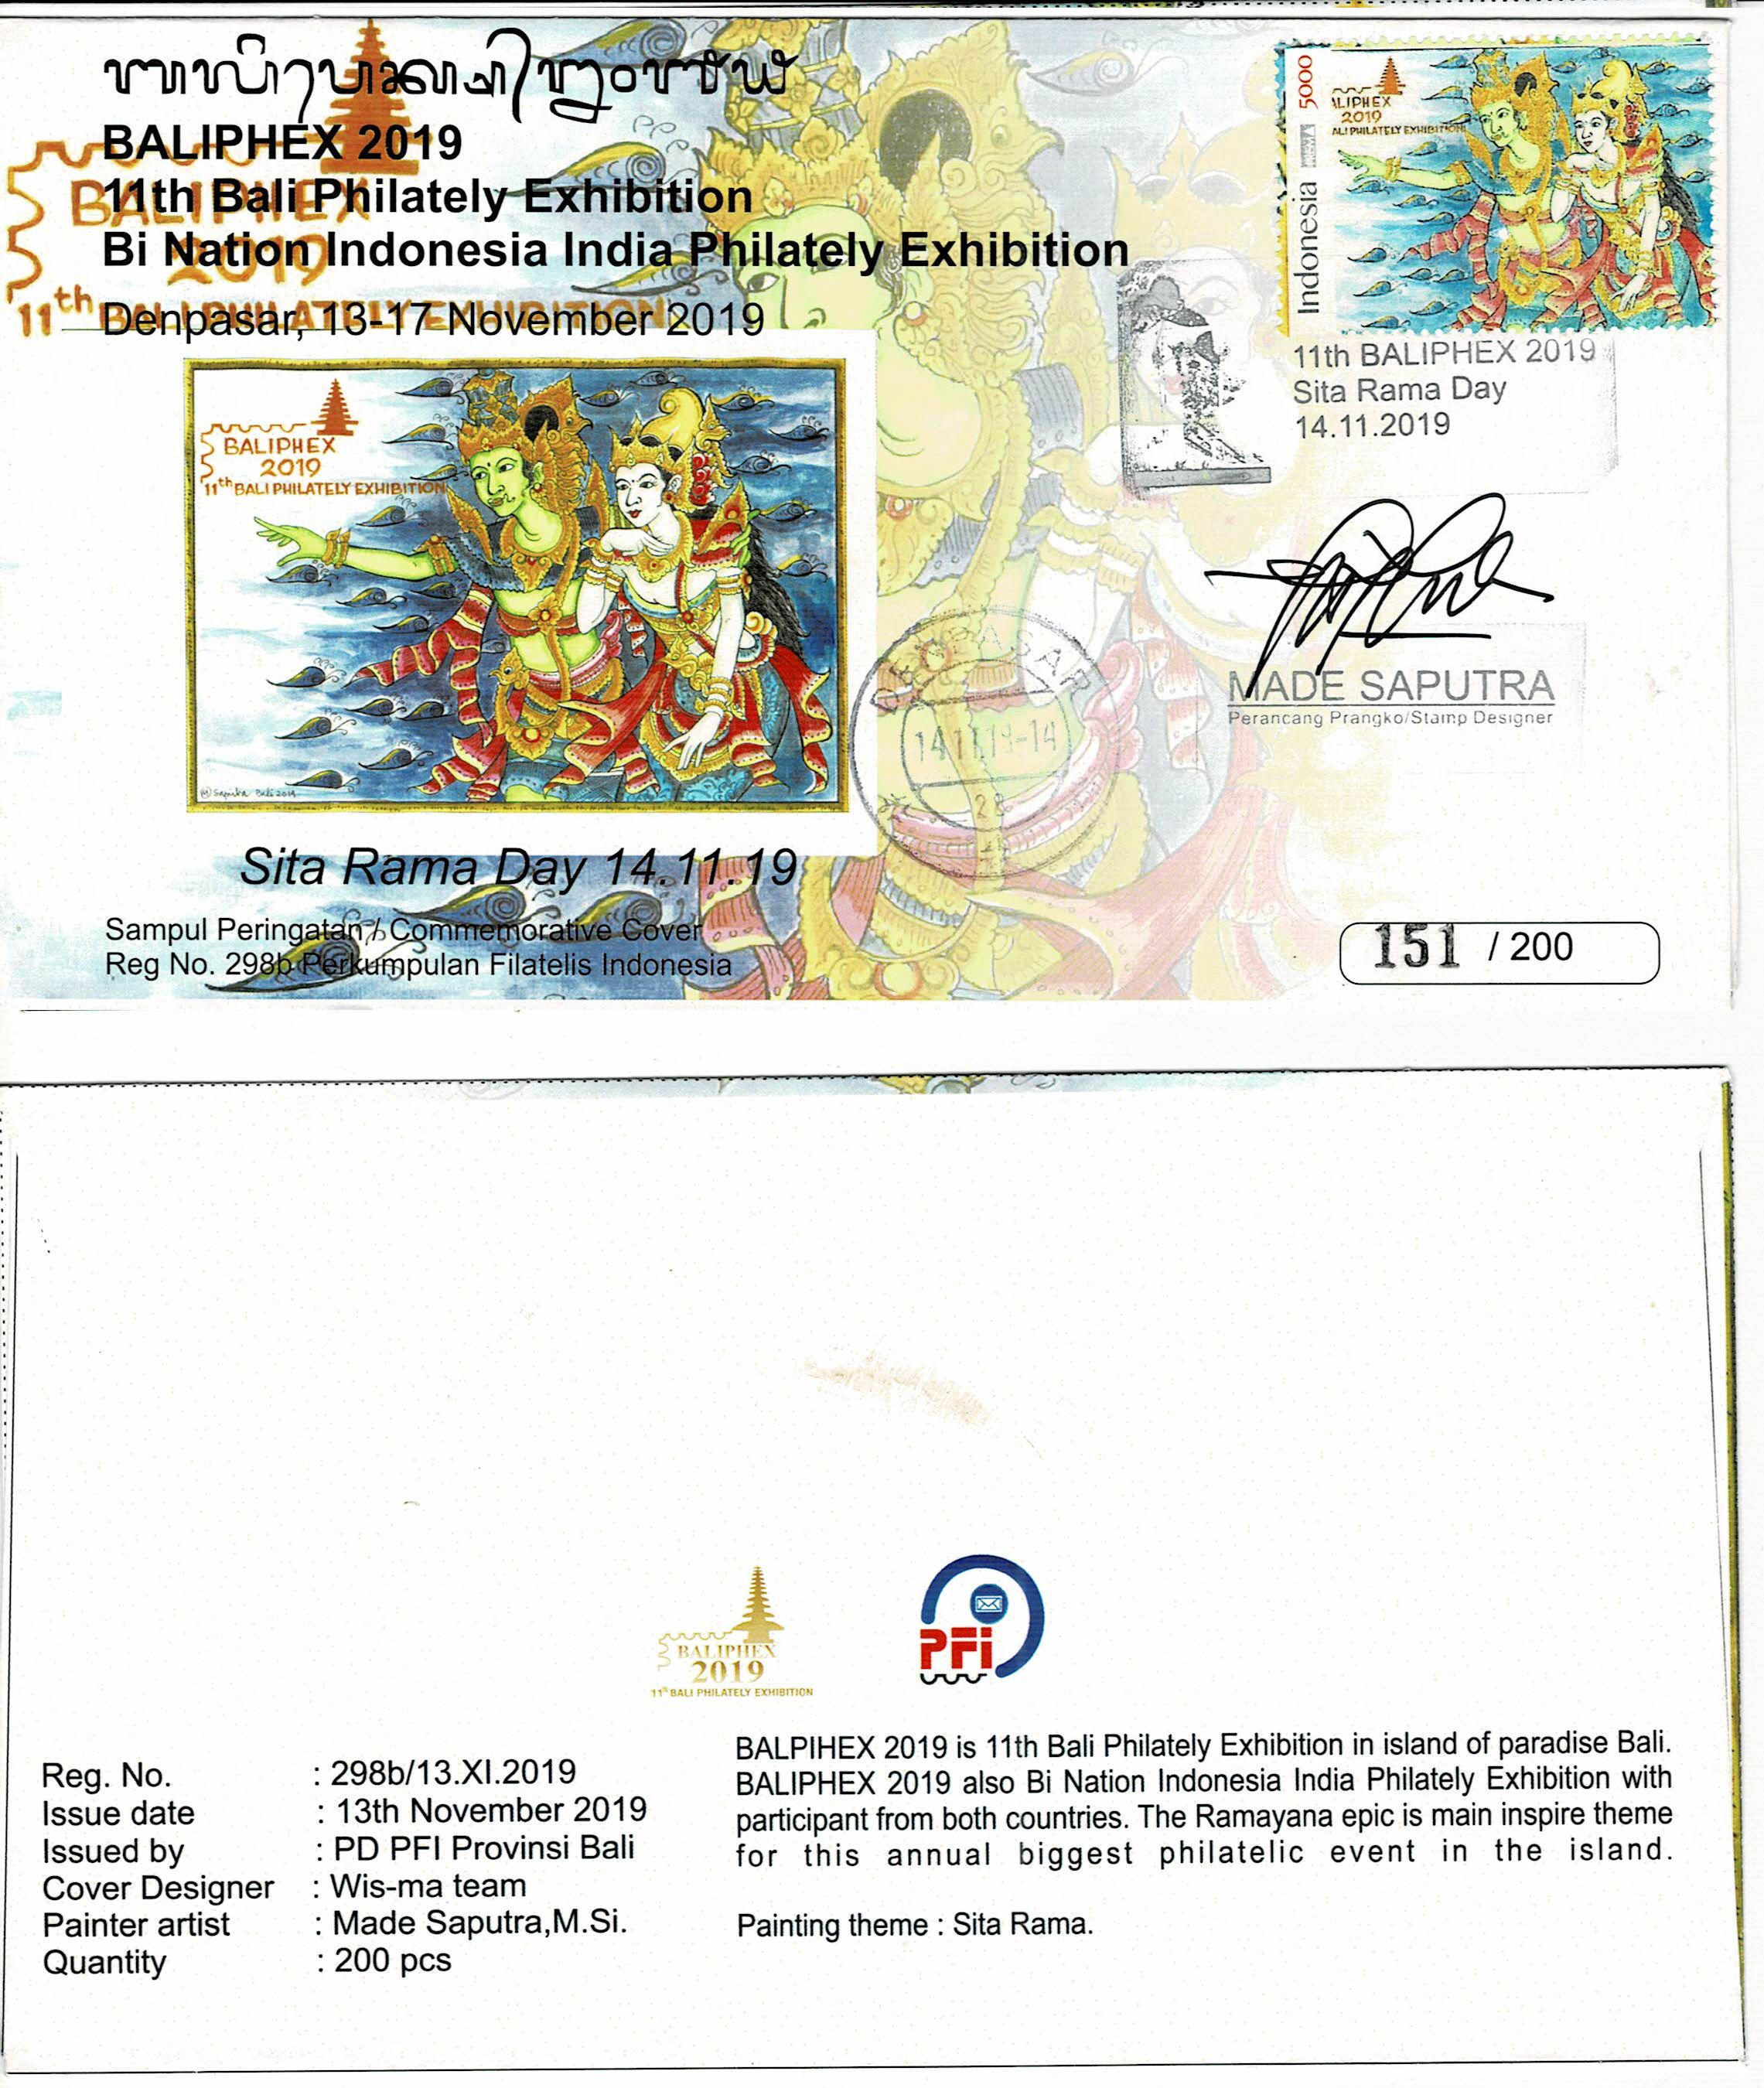 BALIPHEX 2019
11th Bali Philately Exhibition
Bi Nation Indonesia India Philately Exhibition
Denpasar, 13-17 November 2019
BALIPHEX
2019
11th BALI PHILATELY EXHIBITION
Indonesia 5000
ALIPHEX
2019
ALI PHILATELY EXHIBITION
11th BALIPHEX 2019
Sita Rama Day
14.11.2019
BALIPHEX
2019
11th BALI PHILATELY EXHIBITION
Saputra Bali 2019
MADE SAPUTRA
Perancang Prangko/Stamp Designer
DENPASAR
Sita Rama Day 14.11.19
Sampul Peringatan / Commemorative Cover
Reg No. 298b Perkumpulan Filatelis Indonesia
151 / 200
BALIPHEX
2019
11th BALI PHILATELY EXHIBITION
PFi
Reg. No. : 298b/13.XI.2019
Issue date : 13th November 2019
Issued by : PD PFI Provinsi Bali
Cover Designer : Wis-ma team
Painter artist : Made Saputra,M.Si.
Quantity : 200 pcs
BALPIHEX 2019 is 11th Bali Philately Exhibition in island of paradise Bali.
BALIPHEX 2019 also Bi Nation Indonesia India Philately Exhibition with
participant from both countries. The Ramayana epic is main inspire theme
for this annual biggest philatelic event in the island.
Painting theme : Sita Rama.